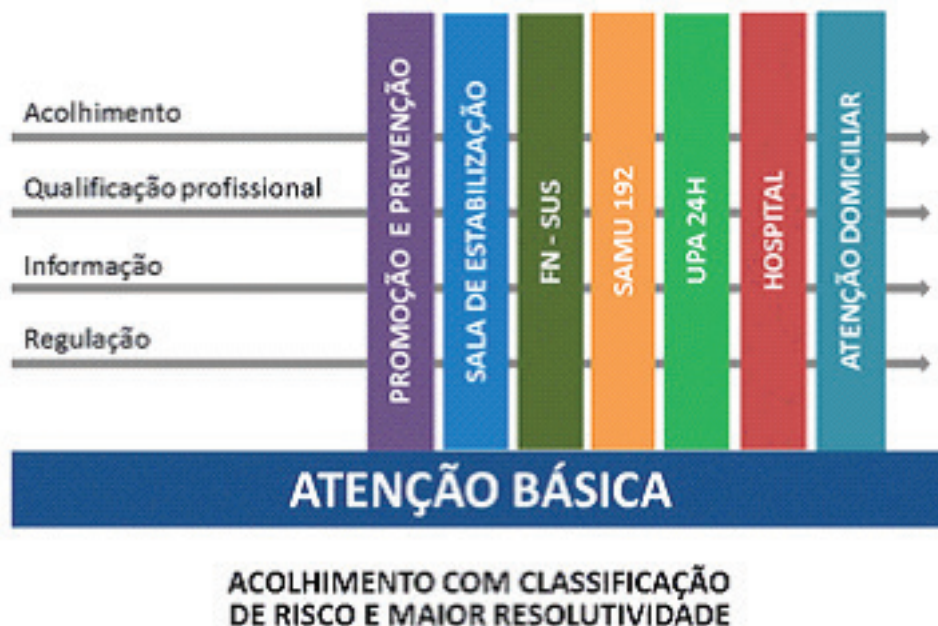 Acolhimento
Qualificação profissional
Informação
Regulação
PROMOÇÃO E PREVENÇÃO
SALA DE ESTABILIZAÇÃO
FN - SUS
SAMU 192
UPA 24H
HOSPITAL
ATENÇÃO DOMICILIAR
ATENÇÃO BÁSICA
ACOLHIMENTO COM CLASSIFICAÇÃO
DE RISCO E MAIOR RESOLUTIVIDADE